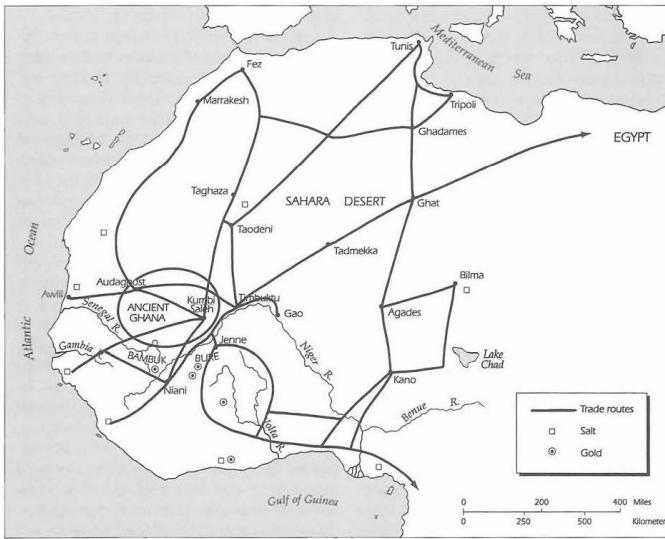 Mediterranean
Sea
Tunis
Fez
Marrakesh
Tripoli
Ghadames
EGYPT
Taghaza
SAHARA DESERT
Ghat
Taodeni
Ocean
Tadmekka
Bilma
Audagost
Awlil
Kumbi
Saleh
Timbuktu
ANCIENT
GHANA
Gao
Agades
Senegal R.
Atlantic
Gambia R.
BAMBUK
BURE
Jenne
Niger R.
Lake
Chad
Niani
Kano
Benue R.
Volta R.
Trade routes
Salt
Gold
Gulf of Guinea
0 200 400 Miles
0 250 500 Kilometer